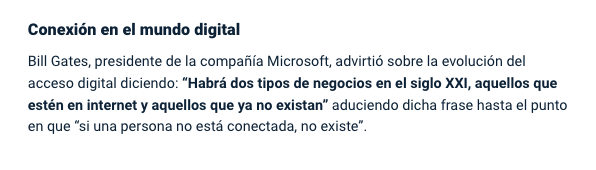 Conexión en el mundo digital
Bill Gates, presidente de la compañía Microsoft, advirtió sobre la evolución del
acceso digital diciendo: “Habrá dos tipos de negocios en el siglo XXI, aquellos que
estén en internet y aquellos que ya no existan” aduciendo dicha frase hasta el punto
en que “si una persona no está conectada, no existe”.